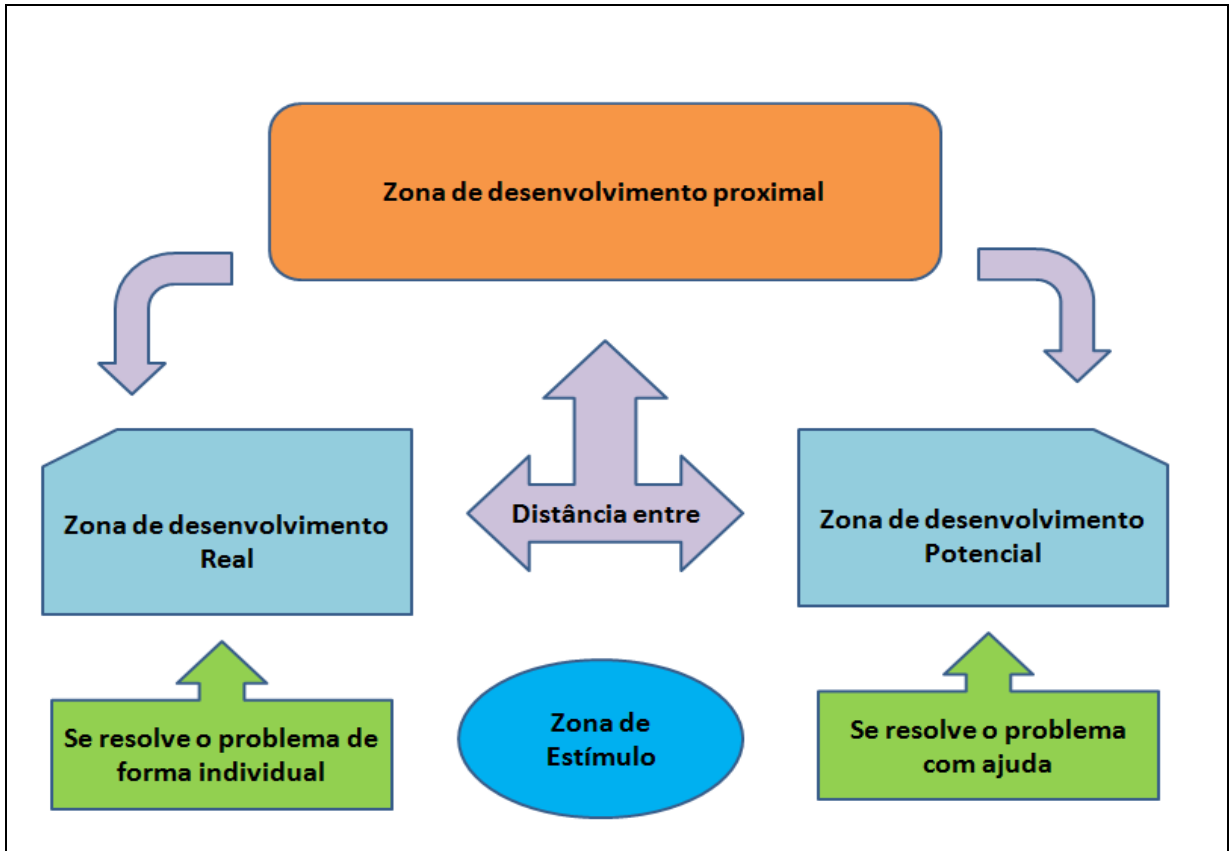 Zona de desenvolvimento proximal
Zona de desenvolvimento
Real
Distância entre
Zona de desenvolvimento
Potencial
Se resolve o problema de
forma individual
Zona de
Estímulo
Se resolve o problema
com ajuda